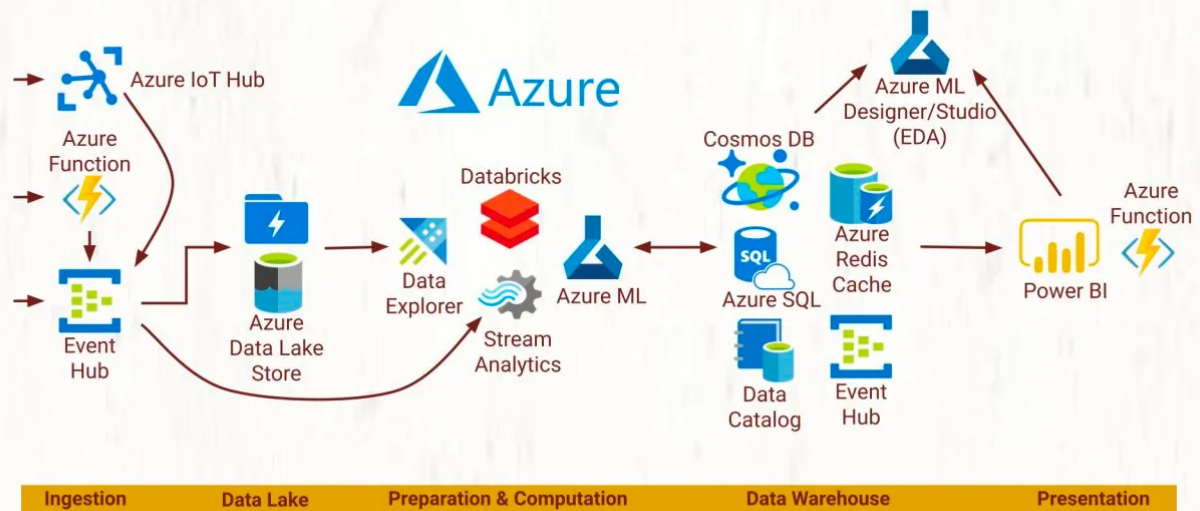 Azure IoT Hub
Azure
Function
Event
Hub
Azure
Data Lake
Store
Azure
Databricks
Data
Explorer
Stream
Analytics
Azure ML
Cosmos DB
SQL
Azure SQL
Azure
Redis
Cache
Data
Catalog
Event
Hub
Azure ML
Designer/Studio
(EDA)
Power BI
Azure
Function
Ingestion
Data Lake
Preparation & Computation
Data Warehouse
Presentation